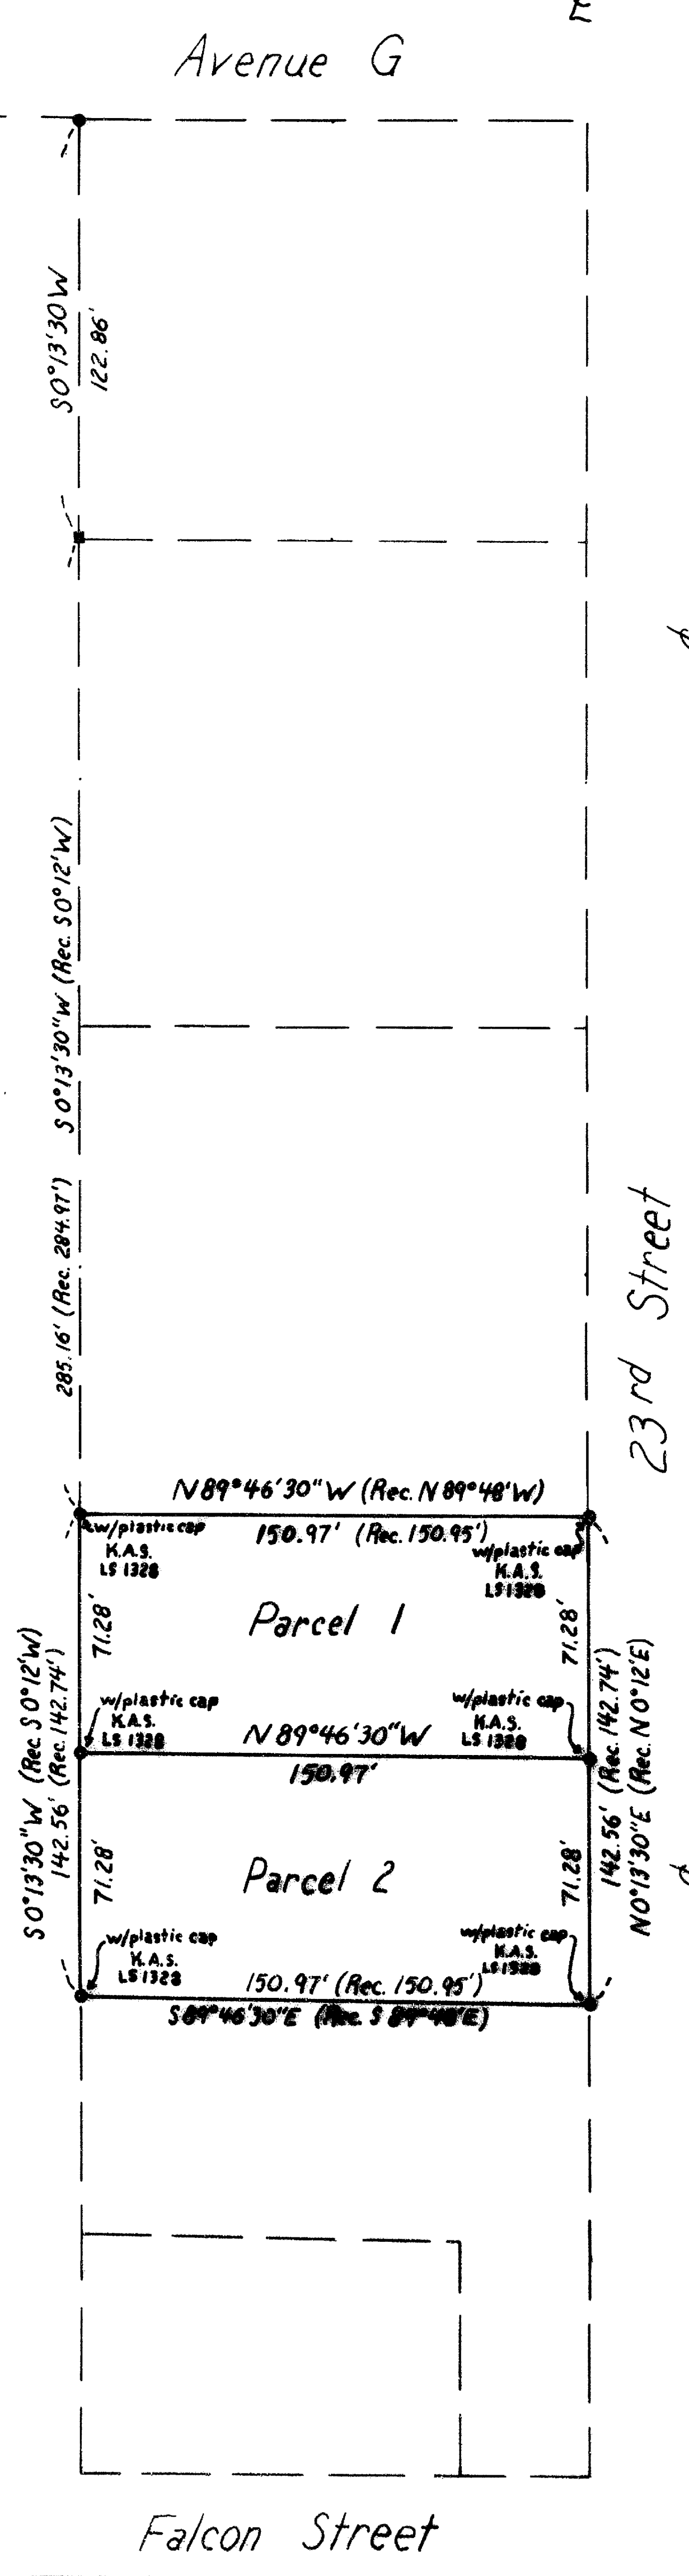 Avenue G
S0°13'30 W
122.86'
S0°13'30"W (Rec. S0°12'W)
285.16' (Rec. 284.97')
23rd Street
N89°46'30"W (Rec. N89°48'W)
150.97' (Rec. 150.95')
w/plastic cap
K.A.S.
LS 1328
w/plastic cap
K.A.S.
LS 1328
71.28'
Parcel 1
71.28'
w/plastic cap
K.A.S.
LS 1328
w/plastic cap
K.A.S.
LS 1328
N 89°46'30"W
150.97'
S0°13'30"W (Rec. S0°12'W)
142.56' (Rec. 142.74')
142.56' (Rec. 142.74')
N0°13'30"E (Rec. N0°12'E)
71.28'
Parcel 2
71.28'
w/plastic cap
K.A.S.
LS 1328
w/plastic cap
K.A.S.
LS 1328
150.97' (Rec. 150.95')
S89°46'30"E (Rec. S 89°48'E)
Falcon Street